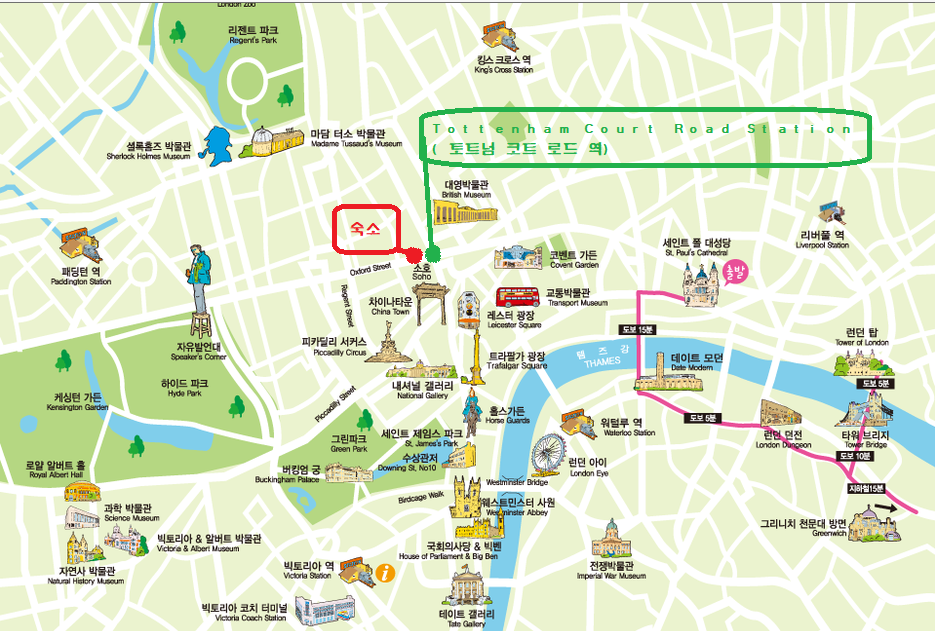 London Zoo
리젠트 파크
Regent's Park
킹스 크로스 역
King's Cross Station
Tottenham Court Road Station
( 토트넘 코트 로드 역)
마담 터소 박물관
Madame Tussaud's Museum
셜록홈즈 박물관
Sherlock Holmes Museum
대영박물관
British Museum
숙소
리버풀 역
Liverpool Station
패딩턴 역
Paddington Station
세인트 폴 대성당
St. Paul's Cathedral
출발
코벤트 가든
Covent Garden
소호
Soho
Oxford Street
Regent Street
차이나타운
China Town
교통박물관
Transport Museum
레스터 광장
Leicester Square
자유발언대
Speaker's Corner
피카딜리 서커스
Piccadilly Circus
도보 15분
템즈강
THAMES
런던 탑
Tower of London
트라팔가 광장
Trafalgar Square
데이트 모던
Date Modern
도보 5분
하이드 파크
Hyde Park
내셔널 갤러리
National Gallery
켄싱턴 가든
Kensington Garden
Piccadilly Street
홀스가든
Horse Guards
도보 5분
워털루 역
Waterloo Station
런던 던전
London Dungeon
타워 브리지
Tower Bridge
그린파크
Green Park
세인트 제임스 파크
St. James's Park
수상관저
Downing St, No10
도보 10분
로얄 알버트 홀
Royal Albert Hall
버킹엄 궁
Buckingham Palace
런던 아이
London Eye
Westminster Bridge
지하철15분
Birdcage Walk
웨스트민스터 사원
Westminster Abbey
과학 박물관
Science Museum
그리니치 천문대 방면
Greenwich
빅토리아 & 알버트 박물관
Victoria & Albert Museum
국회의사당 & 빅벤
House of Parliament & Big Ben
자연사 박물관
Natural History Museum
빅토리아 역
Victoria Station
i
전쟁박물관
Imperial War Museum
빅토리아 코치 터미널
Victoria Coach Station
테이트 갤러리
Tate Gallery